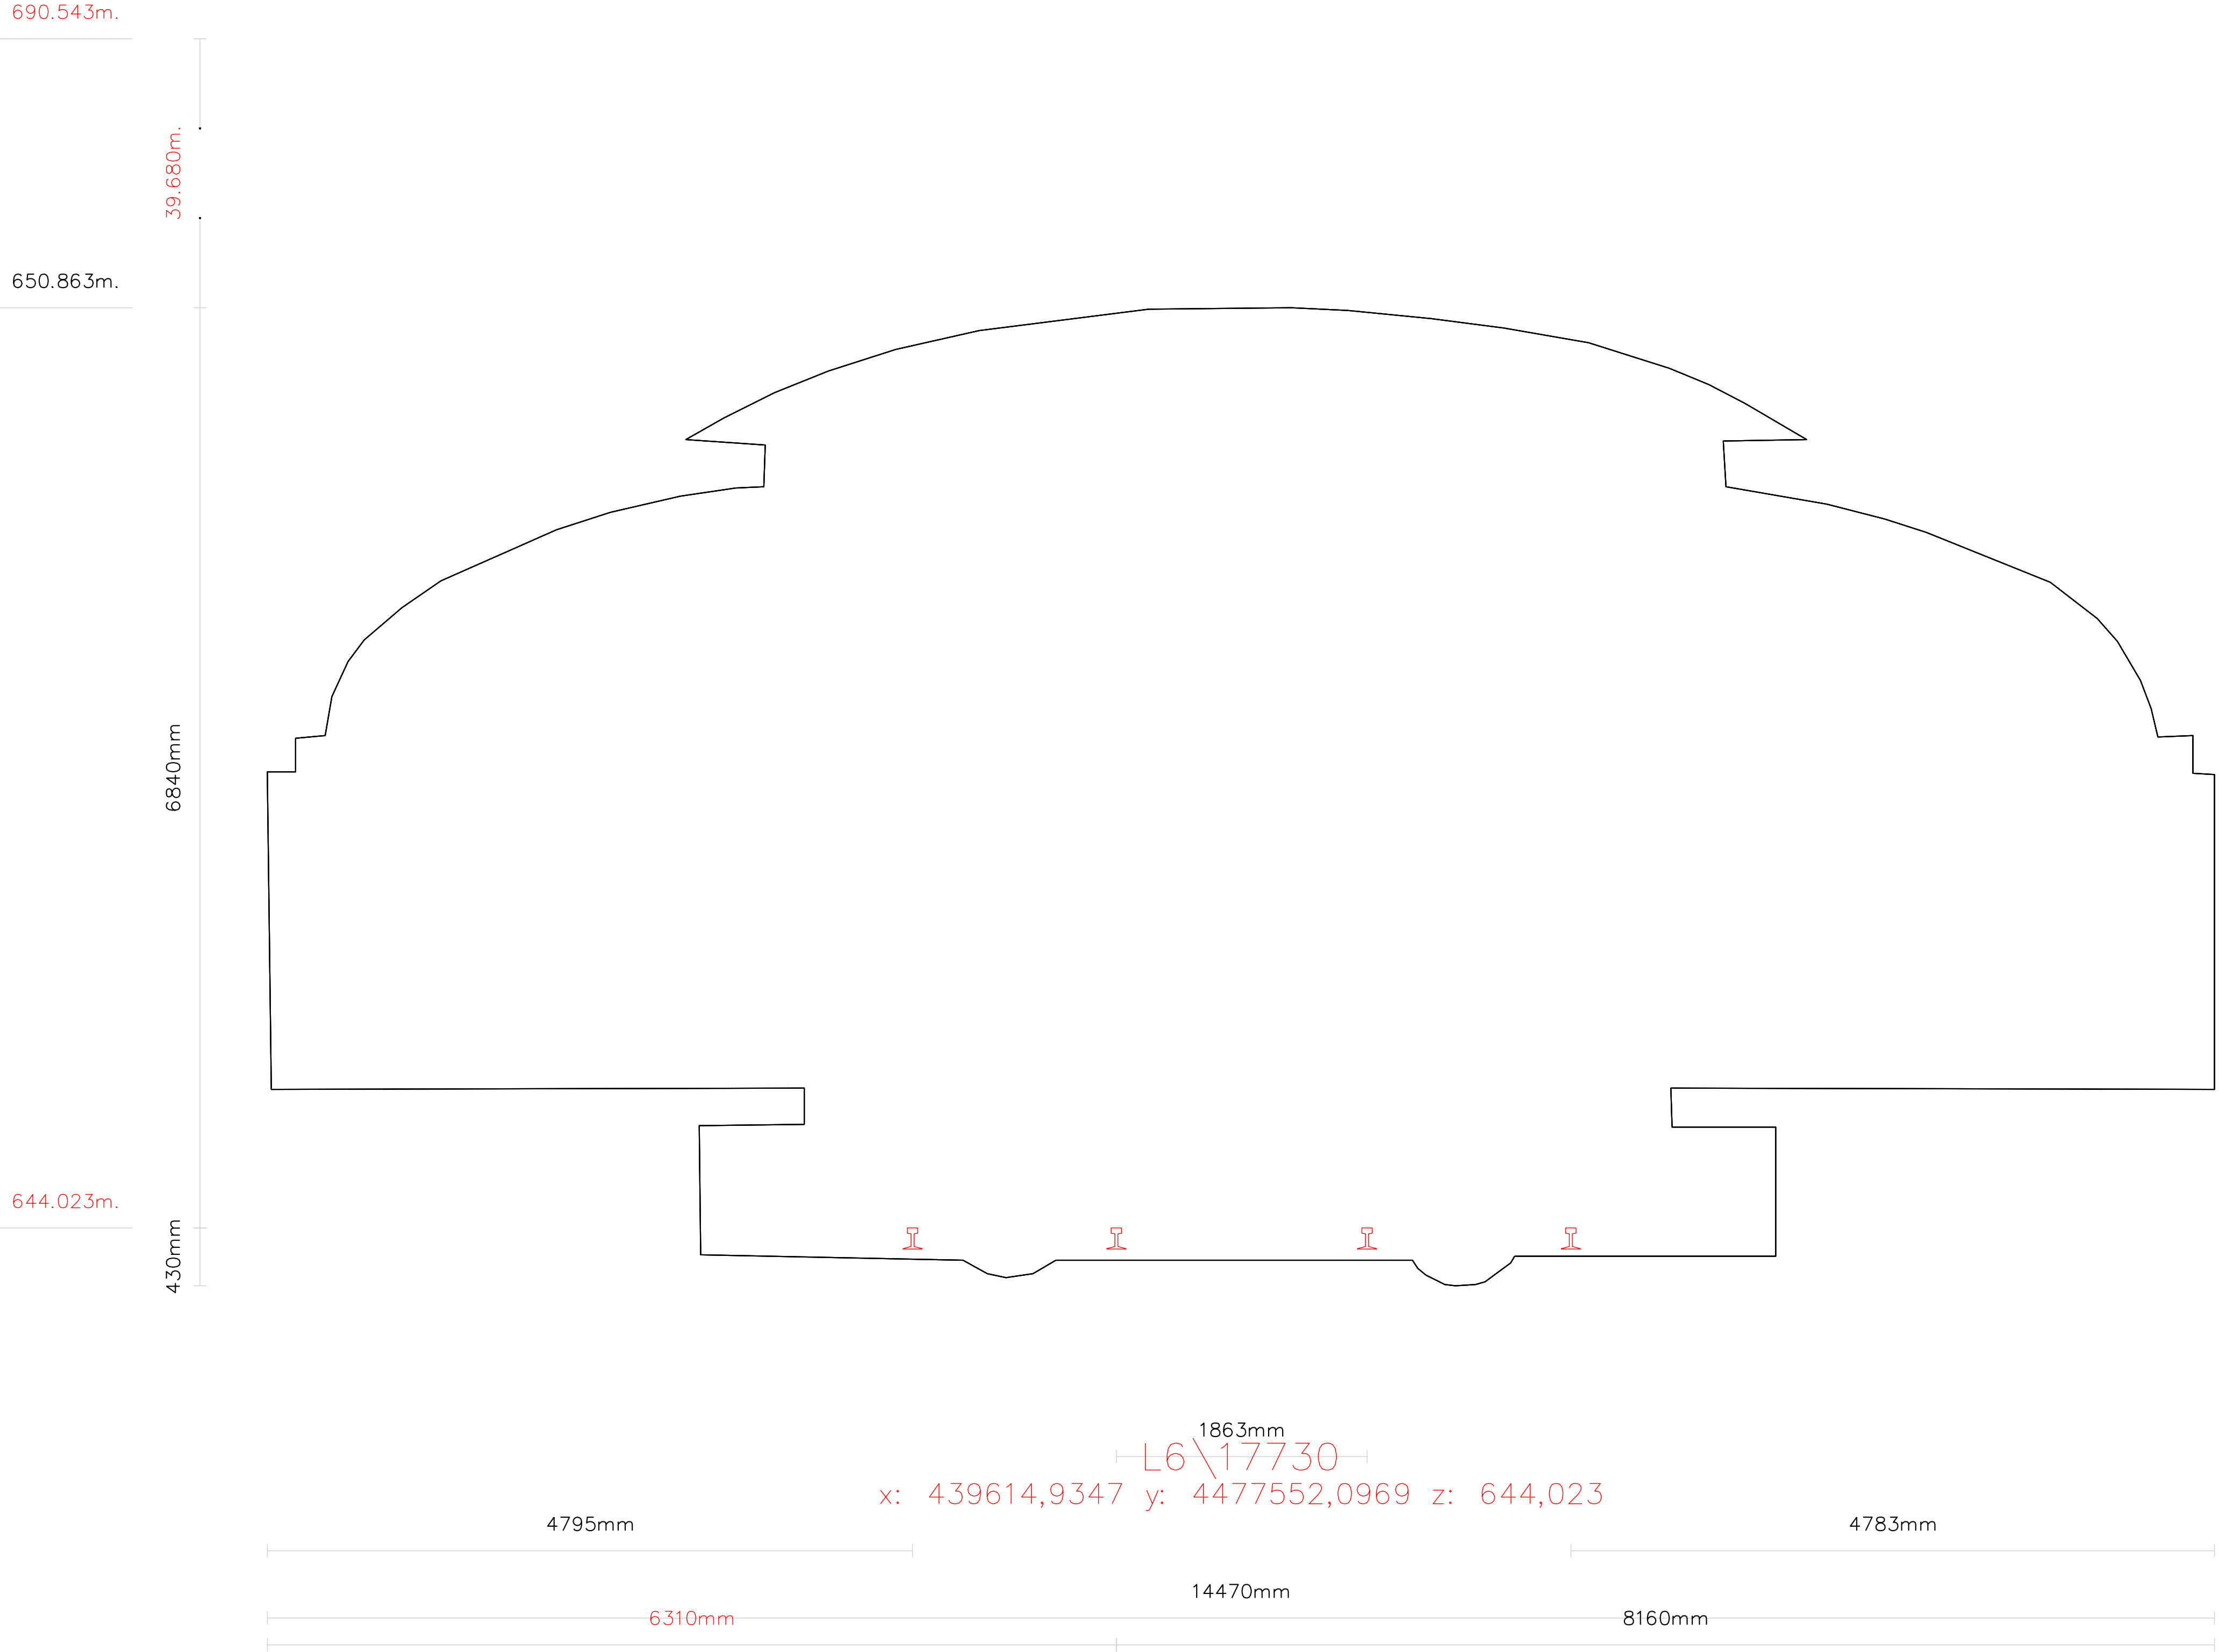 690.543m.
39.680m.
650.863m.
6840mm
644.023m.
430mm
1863mm
L6\17730
x: 439614,9347 y: 4477552,0969 z: 644,023
4795mm 4783mm
14470mm
6310mm 8160mm